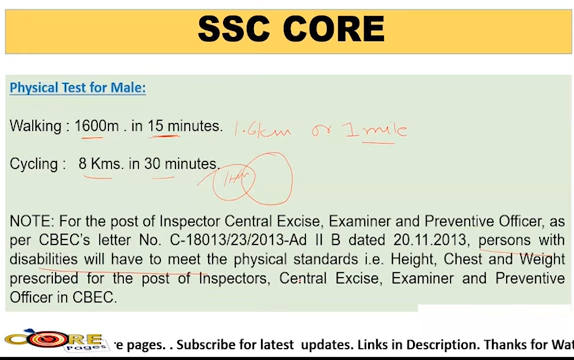 SSC CORE
Physical Test for Male:
Walking : 1600m . in 15 minutes. 1.6km or 1 mile
Cycling : 8 Kms. in 30 minutes.
NOTE: For the post of Inspector Central Excise, Examiner and Preventive Officer, as
per CBEC's letter No. C-18013/23/2013-Ad II B dated 20.11.2013, persons with
disabilities will have to meet the physical standards i.e. Height, Chest and Weight
prescribed for the post of Inspectors, Central Excise, Examiner and Preventive
Officer in CBEC.
CORE
Pages
re pages. . Subscribe for latest updates. Links in Description. Thanks for Wat